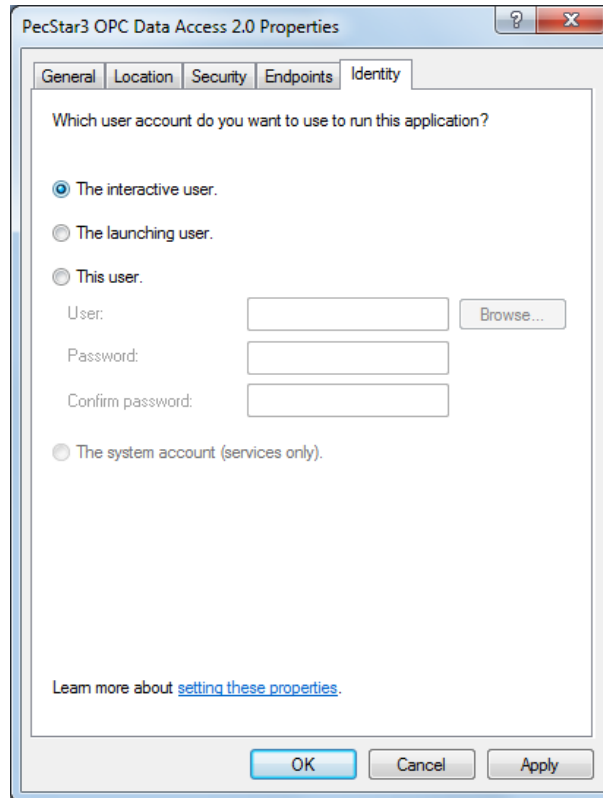 PecStar3 OPC Data Access 2.0 Properties
General Location Security Endpoints Identity
Which user account do you want to use to run this application?
The interactive user.
The launching user.
This user.
User:
Browse...
Password:
Confirm password:
The system account (services only).
Learn more about setting these properties.
OK Cancel Apply